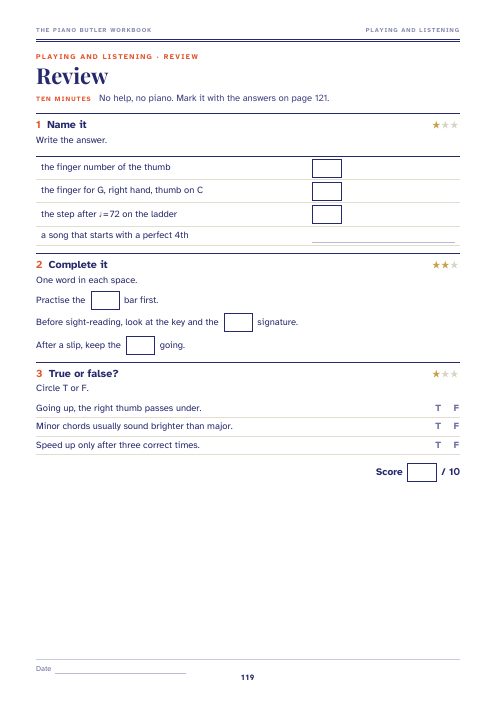 THE PIANO BUTLER WORKBOOK
PLAYING AND LISTENING
PLAYING AND LISTENING · REVIEW
Review
TEN MINUTES No help, no piano. Mark it with the answers on page 121.
1 Name it ★★★
Write the answer.
the finger number of the thumb
the finger for G, right hand, thumb on C
the step after ♩=72 on the ladder
a song that starts with a perfect 4th
2 Complete it ★★★
One word in each space.
Practise the bar first.
Before sight-reading, look at the key and the signature.
After a slip, keep the going.
3 True or false? ★★★
Circle T or F.
Going up, the right thumb passes under. T F
Minor chords usually sound brighter than major. T F
Speed up only after three correct times. T F
Score / 10
Date
119